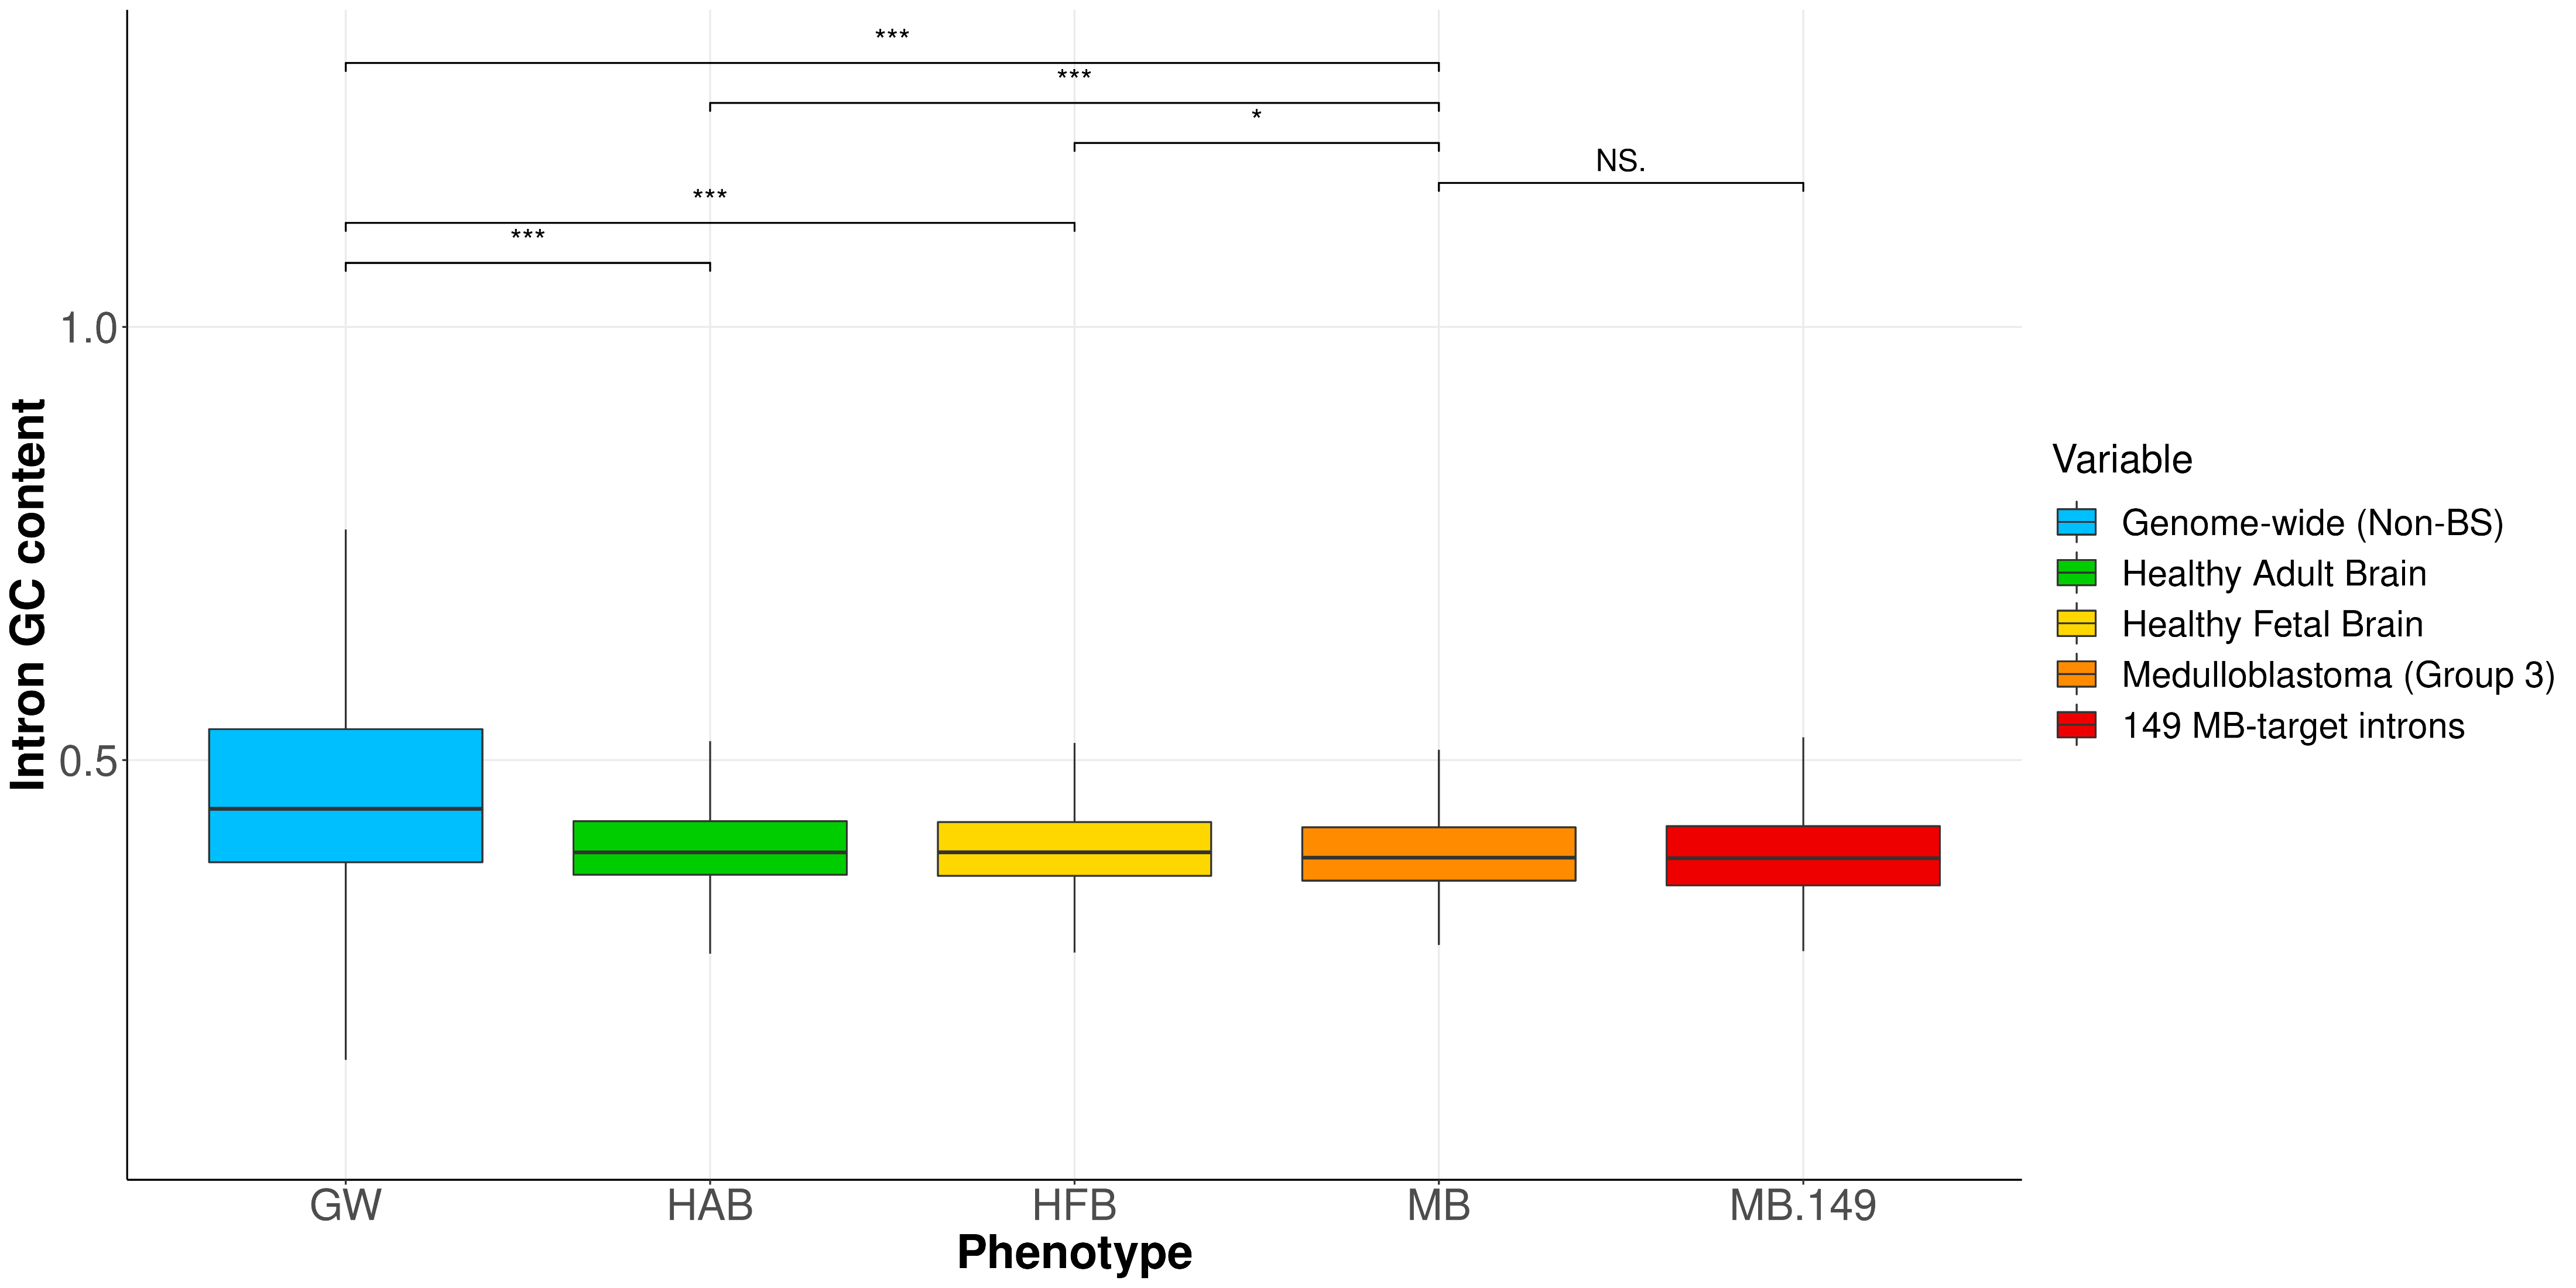 ***
***
*
NS.
***
***
1.0
0.5
Intron GC content
GW
HAB
HFB
MB
MB.149
Phenotype
Variable
Genome-wide (Non-BS)
Healthy Adult Brain
Healthy Fetal Brain
Medulloblastoma (Group 3)
149 MB-target introns